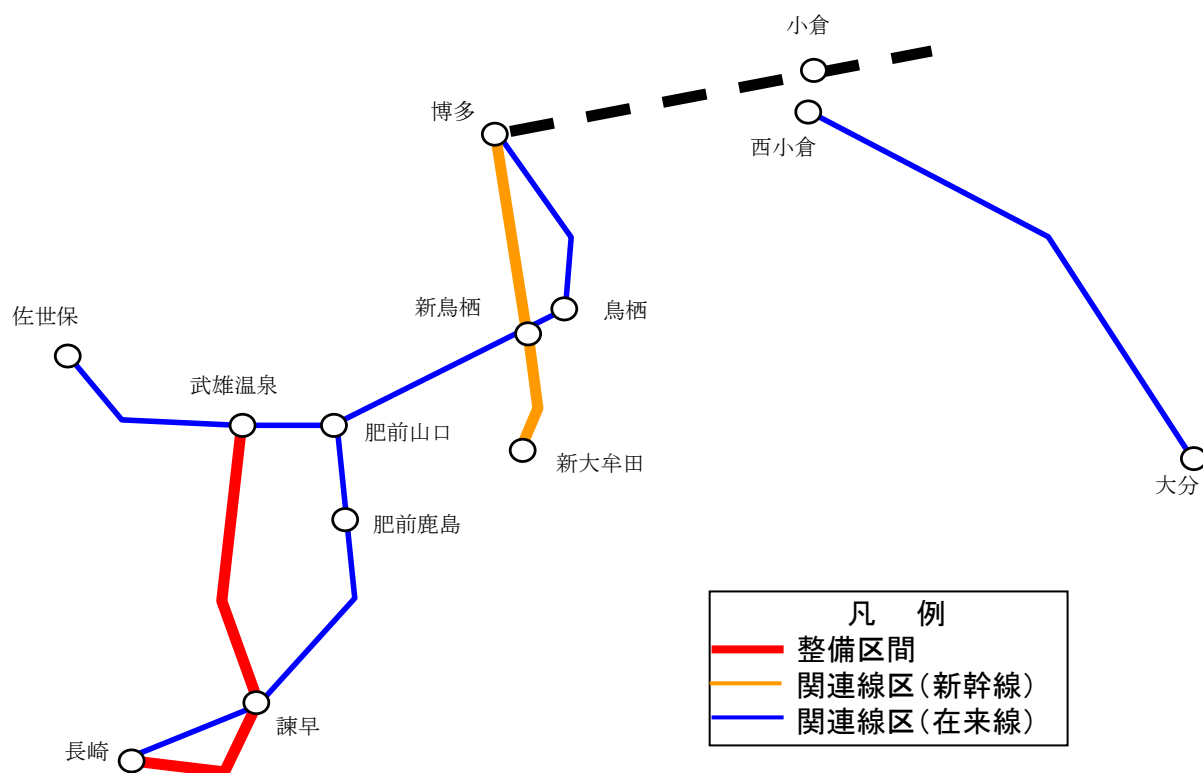 小倉
博多
西小倉
新鳥栖
鳥栖
佐世保
武雄温泉
肥前山口
新大牟田
大分
肥前鹿島
諫早
長崎
凡　例
整備区間
関連線区（新幹線）
関連線区（在来線）